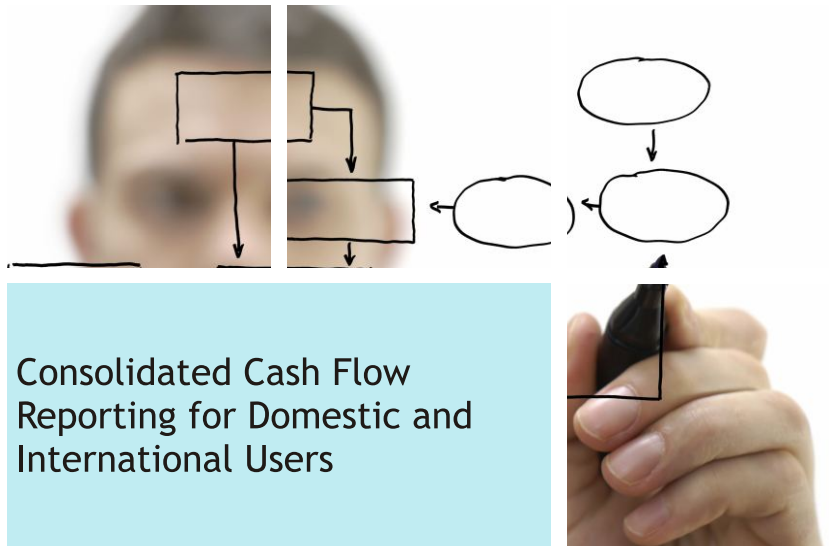 Consolidated Cash Flow
Reporting for Domestic and
International Users